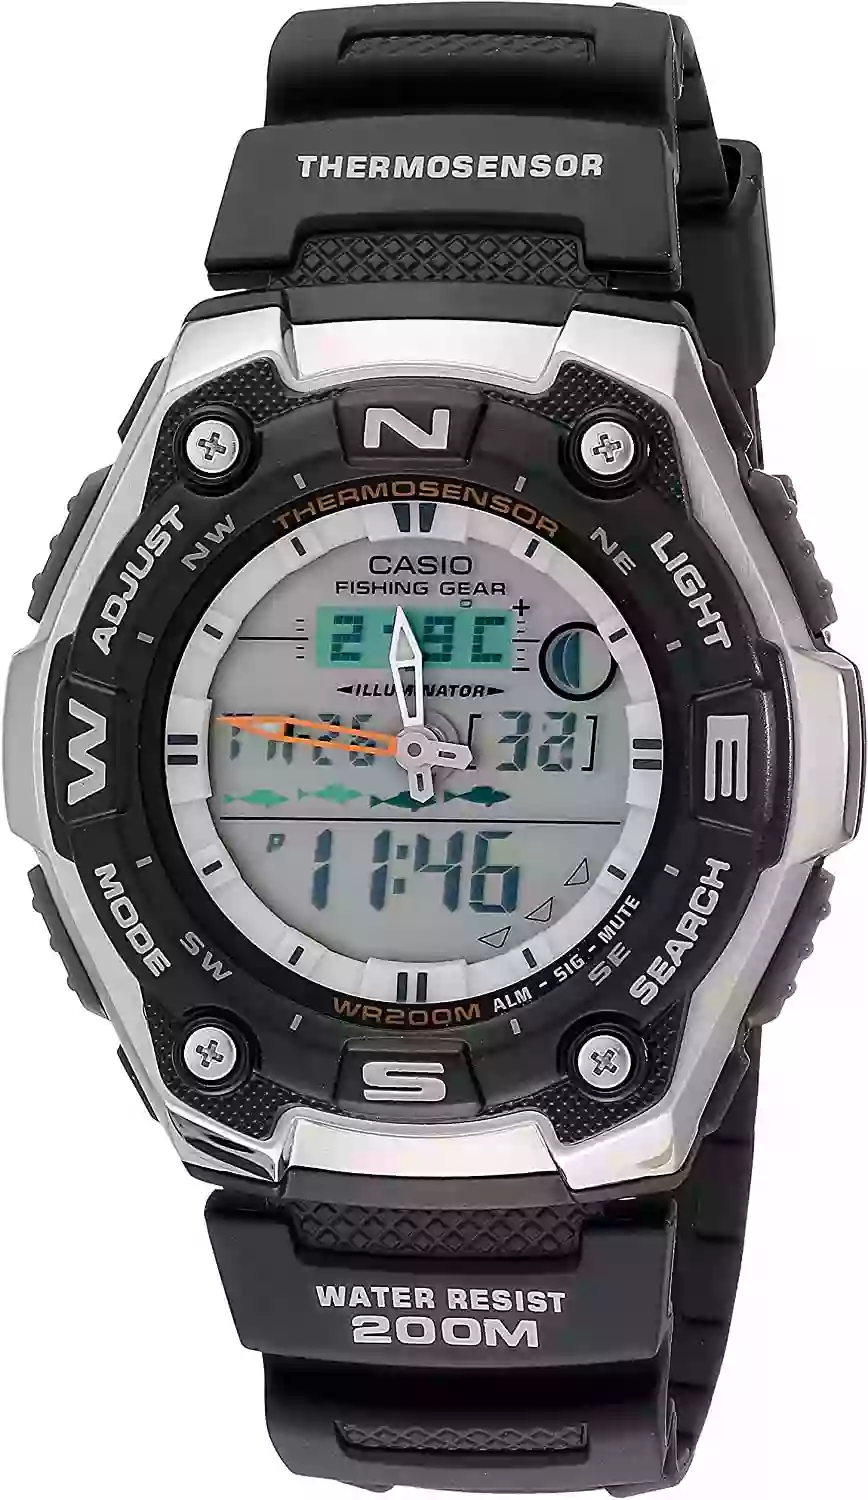 THERMOSENSOR
N
THERMOSENSOR
ADJUST
NW
NE
LIGHT
CASIO
FISHING GEAR
ILLUMINATOR
W
26 [32]
E
P 11:46
MODE
SW
SE
SEARCH
ALM - SIG - MUTE
WR200M
S
WATER RESIST
200M